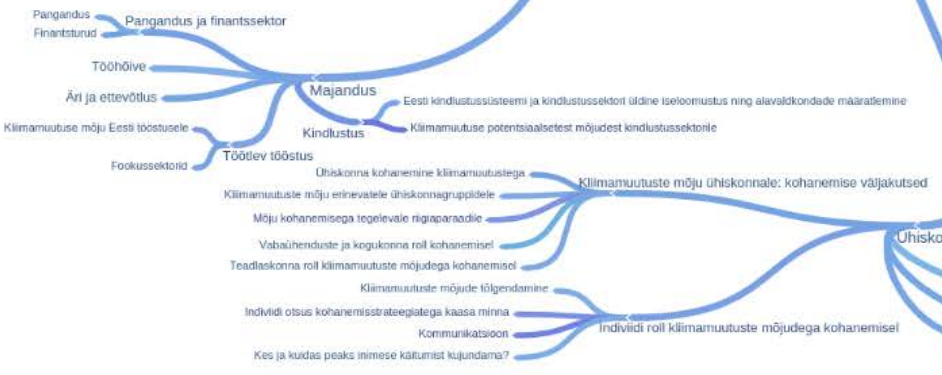 Pangandus
Finantsturud
Pangandus ja finantssektor
Tööhõive
Äri ja ettevõtlus
Majandus
Eesti kindlustussüsteemi ja kindlustussektori üldine iseloomustus ning alavaldkondade määratlemine
Kliimamuutuse potentsiaalsetest mõjudest kindlustussektorile
Kindlustus
Kliimamuutuse mõju Eesti tööstusele
Fookussektorid
Töötlev tööstus
Ühiskonna kohanemine kliimamuutustega
Kliimamuutuste mõju erinevatele ühiskonnagruppidele
Mõju kohanemisega tegelevale riigiaparaadile
Vabaühenduste ja kogukonna roll kohanemisel
Teadlaskonna roll kliimamuutuste mõjudega kohanemisel
Kliimamuutuste mõju ühiskonnale: kohanemise väljakutsed
Ühisko
Kliimamuutuste mõjude tõlgendamine
Indiviidi otsus kohanemisstrateegiatega kaasa minna
Kommunikatsioon
Kes ja kuidas peaks inimese käitumist kujundama?
Indiviidi roll kliimamuutuste mõjudega kohanemisel